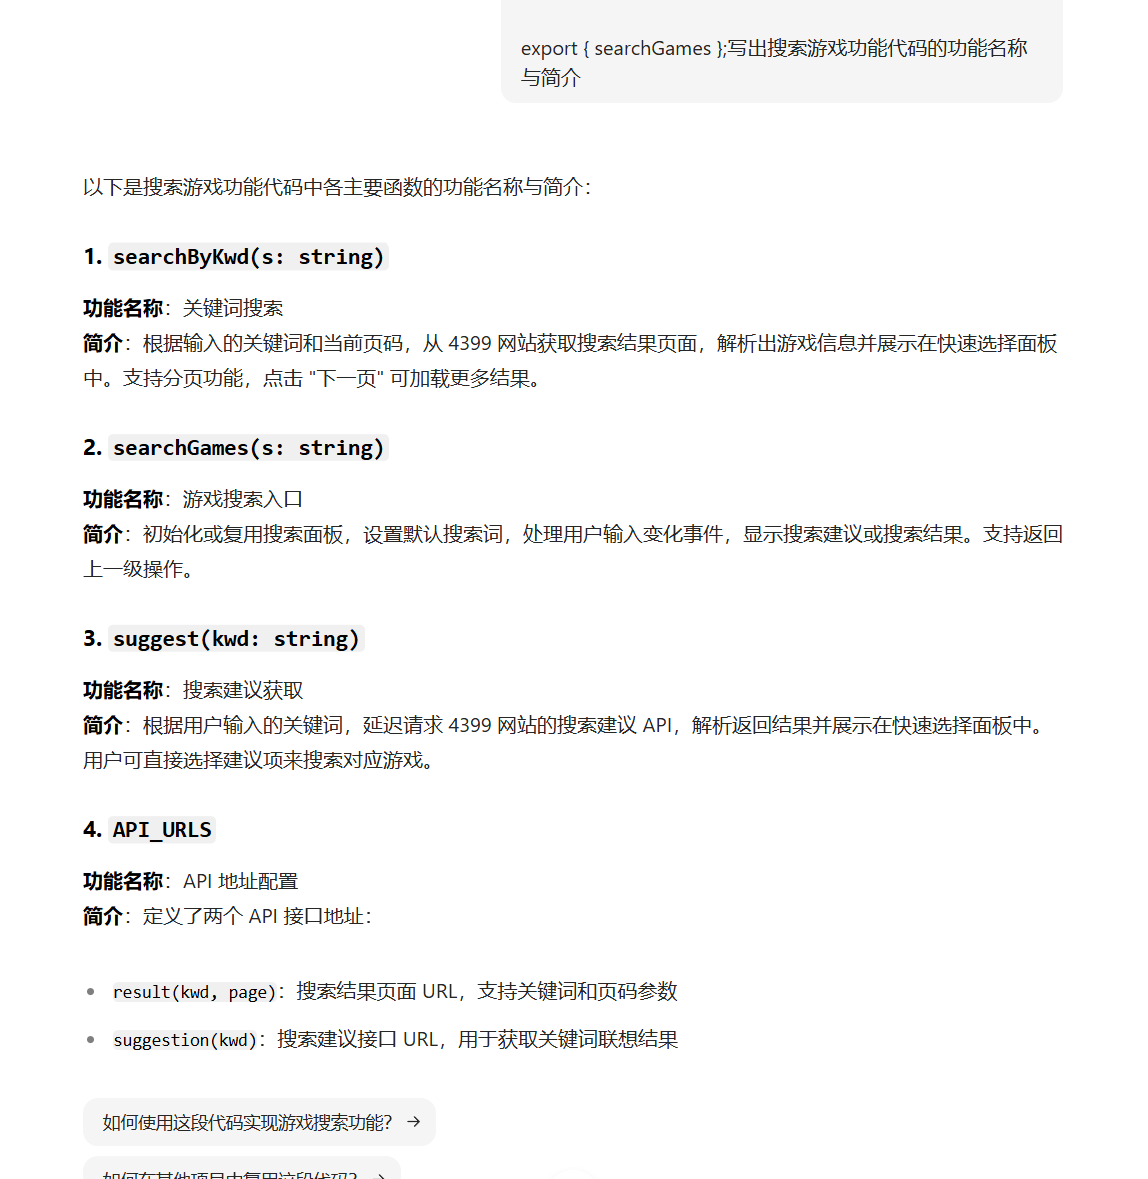 export { searchGames };写出搜索游戏功能代码的功能名称
与简介
以下是搜索游戏功能代码中各主要函数的功能名称与简介：
1. searchByKwd(s: string)
功能名称：关键词搜索
简介：根据输入的关键词和当前页码，从 4399 网站获取搜索结果页面，解析出游戏信息并展示在快速选择面板
中。支持分页功能，点击 "下一页" 可加载更多结果。
2. searchGames(s: string)
功能名称：游戏搜索入口
简介：初始化或复用搜索面板，设置默认搜索词，处理用户输入变化事件，显示搜索建议或搜索结果。支持返回
上一级操作。
3. suggest(kwd: string)
功能名称：搜索建议获取
简介：根据用户输入的关键词，延迟请求 4399 网站的搜索建议 API，解析返回结果并展示在快速选择面板中。
用户可直接选择建议项来搜索对应游戏。
4. API_URLS
功能名称：API 地址配置
简介：定义了两个 API 接口地址：
• result(kwd, page)：搜索结果页面 URL，支持关键词和页码参数
• suggestion(kwd)：搜索建议接口 URL，用于获取关键词联想结果
如何使用这段代码实现游戏搜索功能？ →
如何在其他项目中复用这段代码？ →